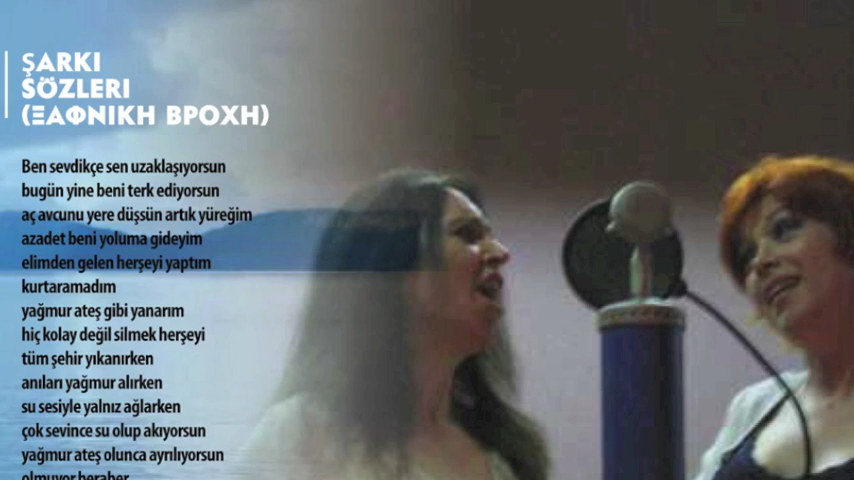 ŞARKI
SÖZLERI
(ΞΑΦΝΙΚΗ ΒΡΟΧΗ)
Ben sevdikçe sen uzaklaşıyorsun
bugün yine beni terk ediyorsun
aç avcunu yere düşsün artık yüreğim
azadet beni yoluma gideyim
elimden gelen herşeyi yaptım
kurtaramadım
yağmur ateş gibi yanarım
hiç kolay değil silmek herşeyi
tüm şehir yıkanırken
anıları yağmur alırken
su sesiyle yalnız ağlarken
çok sevince su olup akıyorsun
yağmur ateş olunca ayrılıyorsun
olmuyor beraber